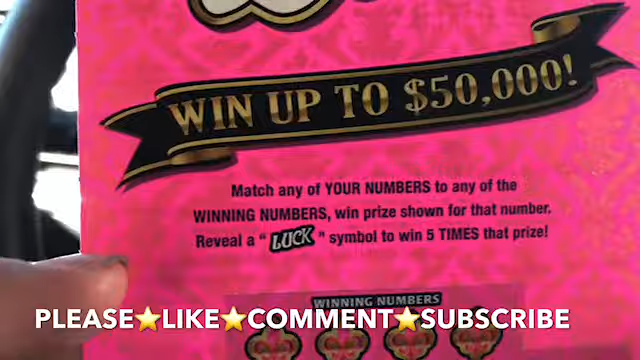 WIN UP TO $50,000!
Match any of YOUR NUMBERS to any of the
WINNING NUMBERS, win prize shown for that number.
Reveal a "LUCK" symbol to win 5 TIMES that prize!
WINNING NUMBERS
PLEASE⭐LIKE⭐COMMENT⭐SUBSCRIBE